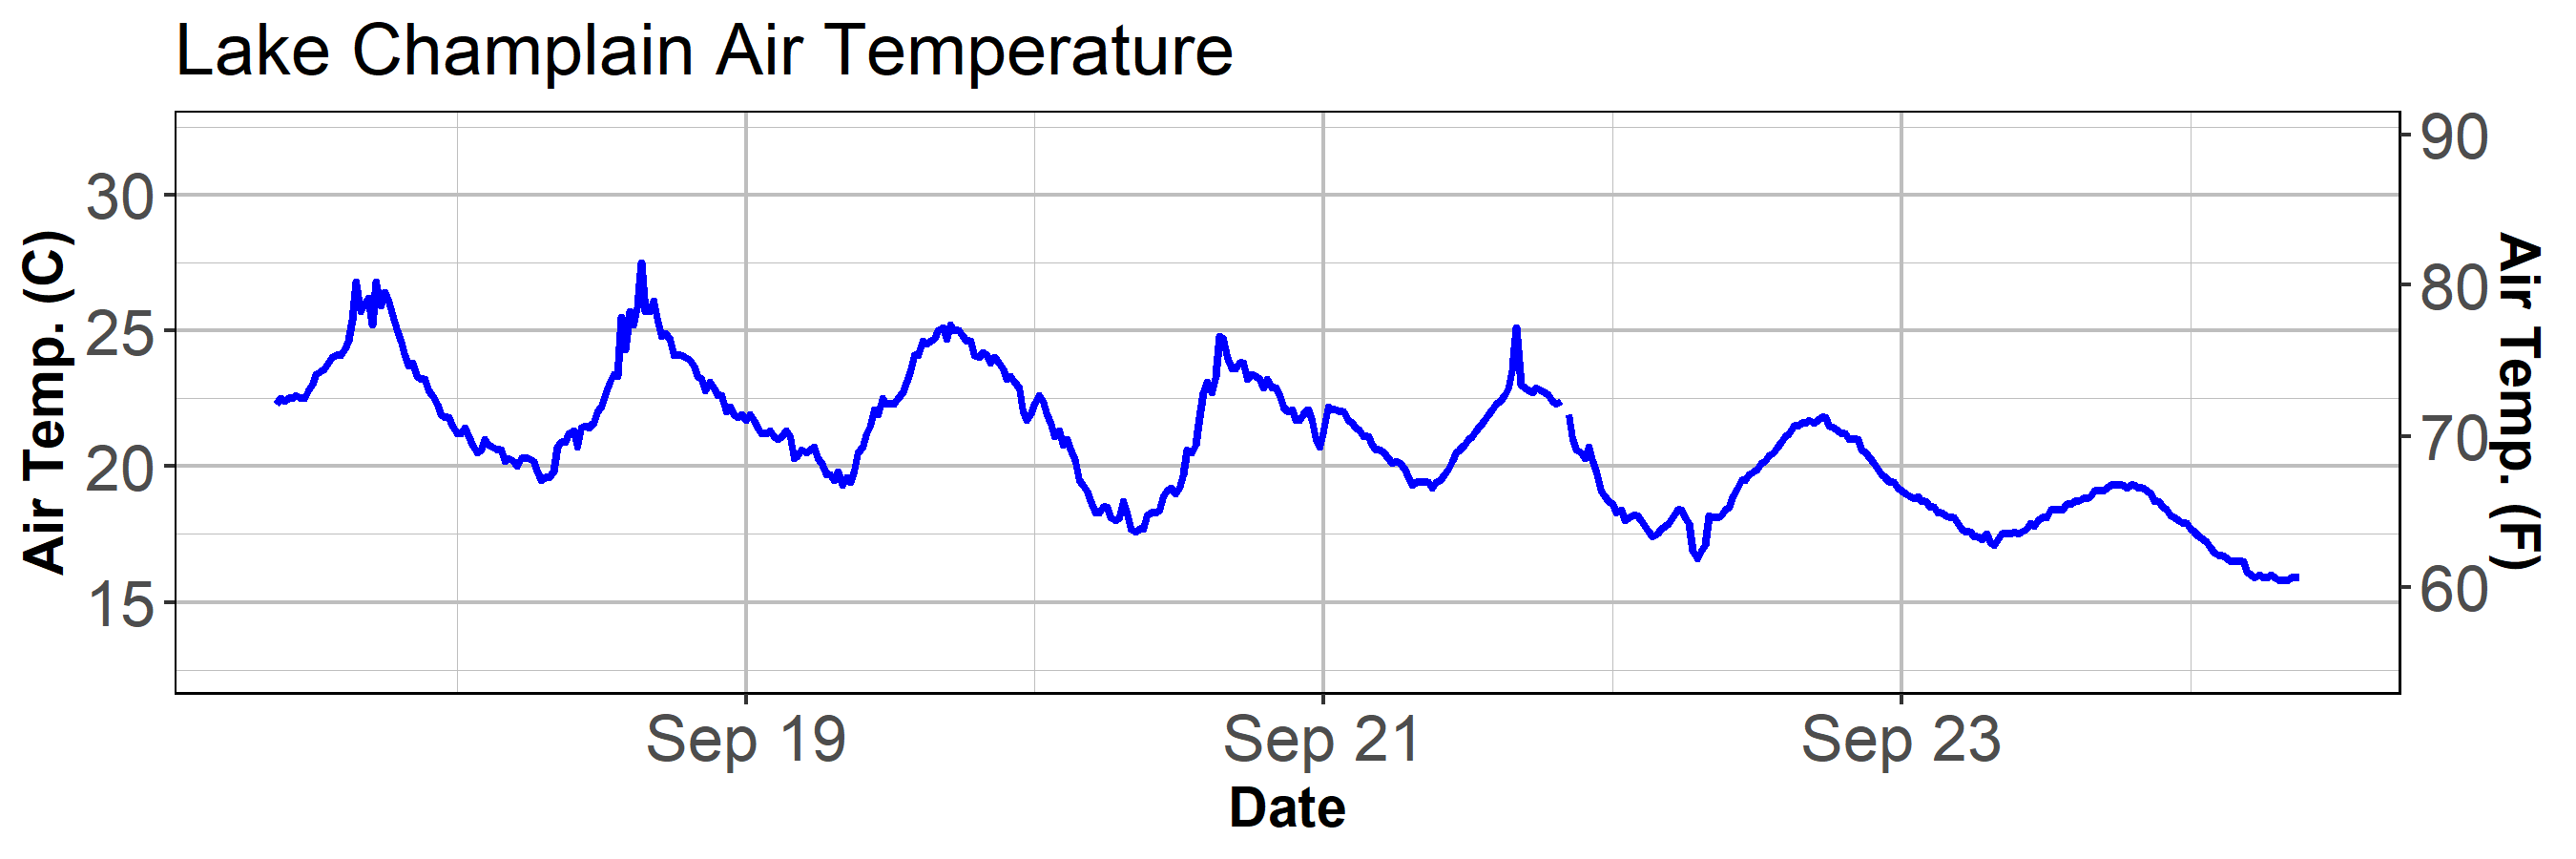 Lake Champlain Air Temperature
Air Temp. (C)
30
25
20
15
90
80
70
60
Air Temp. (F)
Sep 19
Sep 21
Sep 23
Date